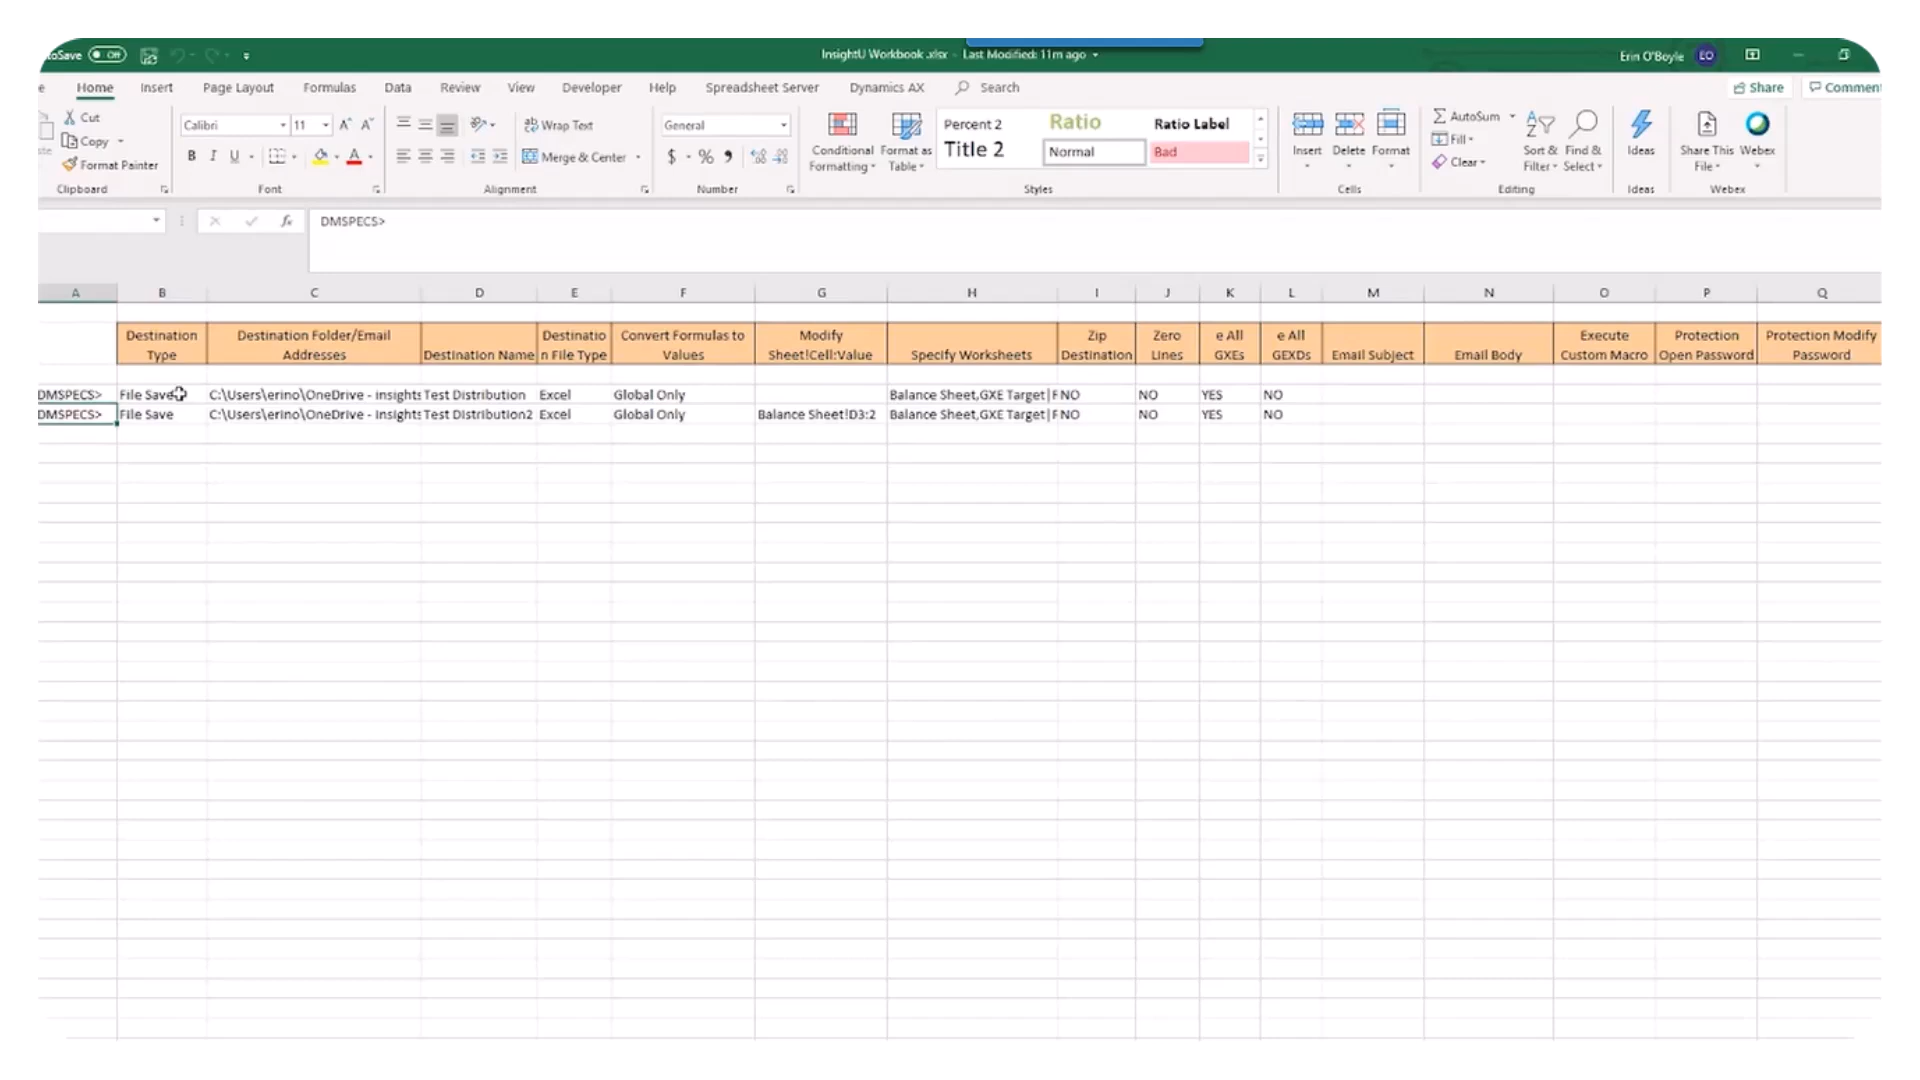 toSave Off InsightU Workbook .xlsx - Last Modified: 11m ago Erin O'Boyle EO
e Home Insert Page Layout Formulas Data Review View Developer Help Spreadsheet Server Dynamics AX Search Share Comment
Cut Calibri 11 Wrap Text General Percent 2 Ratio Ratio Label AutoSum
Copy Conditional Format as Title 2 Normal Bad Insert Delete Format Fill Sort & Find & Ideas Share This Webex
Format Painter B I U Merge & Center $ % Formatting Table Clear Filter Select File
Clipboard Font Alignment Number Styles Cells Editing Ideas Webex
fx DMSPECS>
A B C D E F G H I J K L M N O P Q
Destination Destination Folder/Email Destinatio Convert Formulas to Modify Zip Zero e All e All Execute Protection Protection Modify
Type Addresses Destination Name n File Type Values Sheet!Cell:Value Specify Worksheets Destination Lines GXEs GEXDs Email Subject Email Body Custom Macro Open Password Password
DMSPECS> File Save C:\Users\erino\OneDrive - insights Test Distribution Excel Global Only Balance Sheet,GXE Target|F NO NO YES NO
DMSPECS> File Save C:\Users\erino\OneDrive - insights Test Distribution2 Excel Global Only Balance Sheet!D3:2 Balance Sheet,GXE Target|F NO NO YES NO